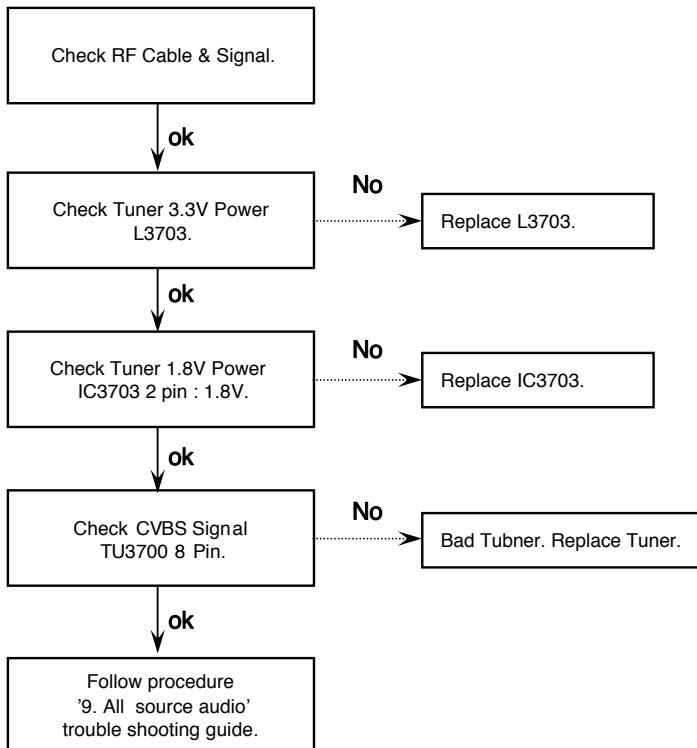 Check RF Cable & Signal.
ok
Check Tuner 3.3V Power
L3703.
No
Replace L3703.
ok
Check Tuner 1.8V Power
IC3703 2 pin : 1.8V.
No
Replace IC3703.
ok
Check CVBS Signal
TU3700 8 Pin.
No
Bad Tubner. Replace Tuner.
ok
Follow procedure
’9. All source audio’
trouble shooting guide.